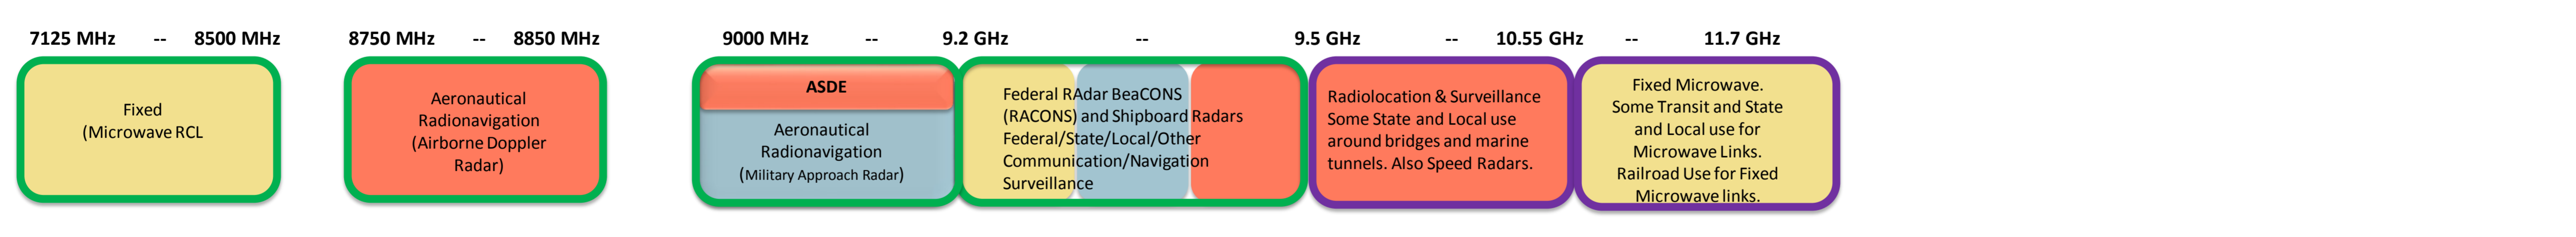 7125 MHz -- 8500 MHz
8750 MHz -- 8850 MHz
9000 MHz -- 9.2 GHz -- 9.5 GHz -- 10.55 GHz -- 11.7 GHz
Fixed
(Microwave RCL
Aeronautical
Radionavigation
(Airborne Doppler
Radar)
ASDE
Aeronautical
Radionavigation
(Military Approach Radar)
Federal RAdar BeaCONS
(RACONS) and Shipboard Radars
Federal/State/Local/Other
Communication/Navigation
Surveillance
Radiolocation & Surveillance
Some State and Local use
around bridges and marine
tunnels. Also Speed Radars.
Fixed Microwave.
Some Transit and State
and Local use for
Microwave Links.
Railroad Use for Fixed
Microwave links.